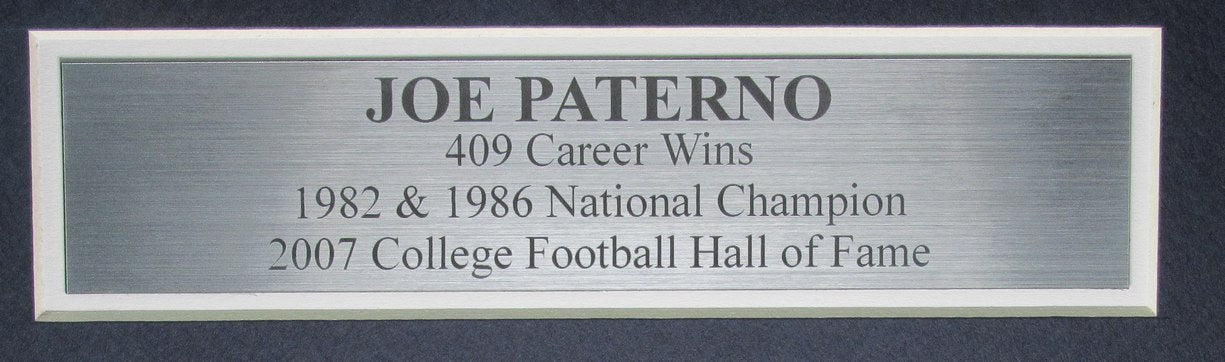 JOE PATERNO
409 Career Wins
1982 & 1986 National Champion
2007 College Football Hall of Fame